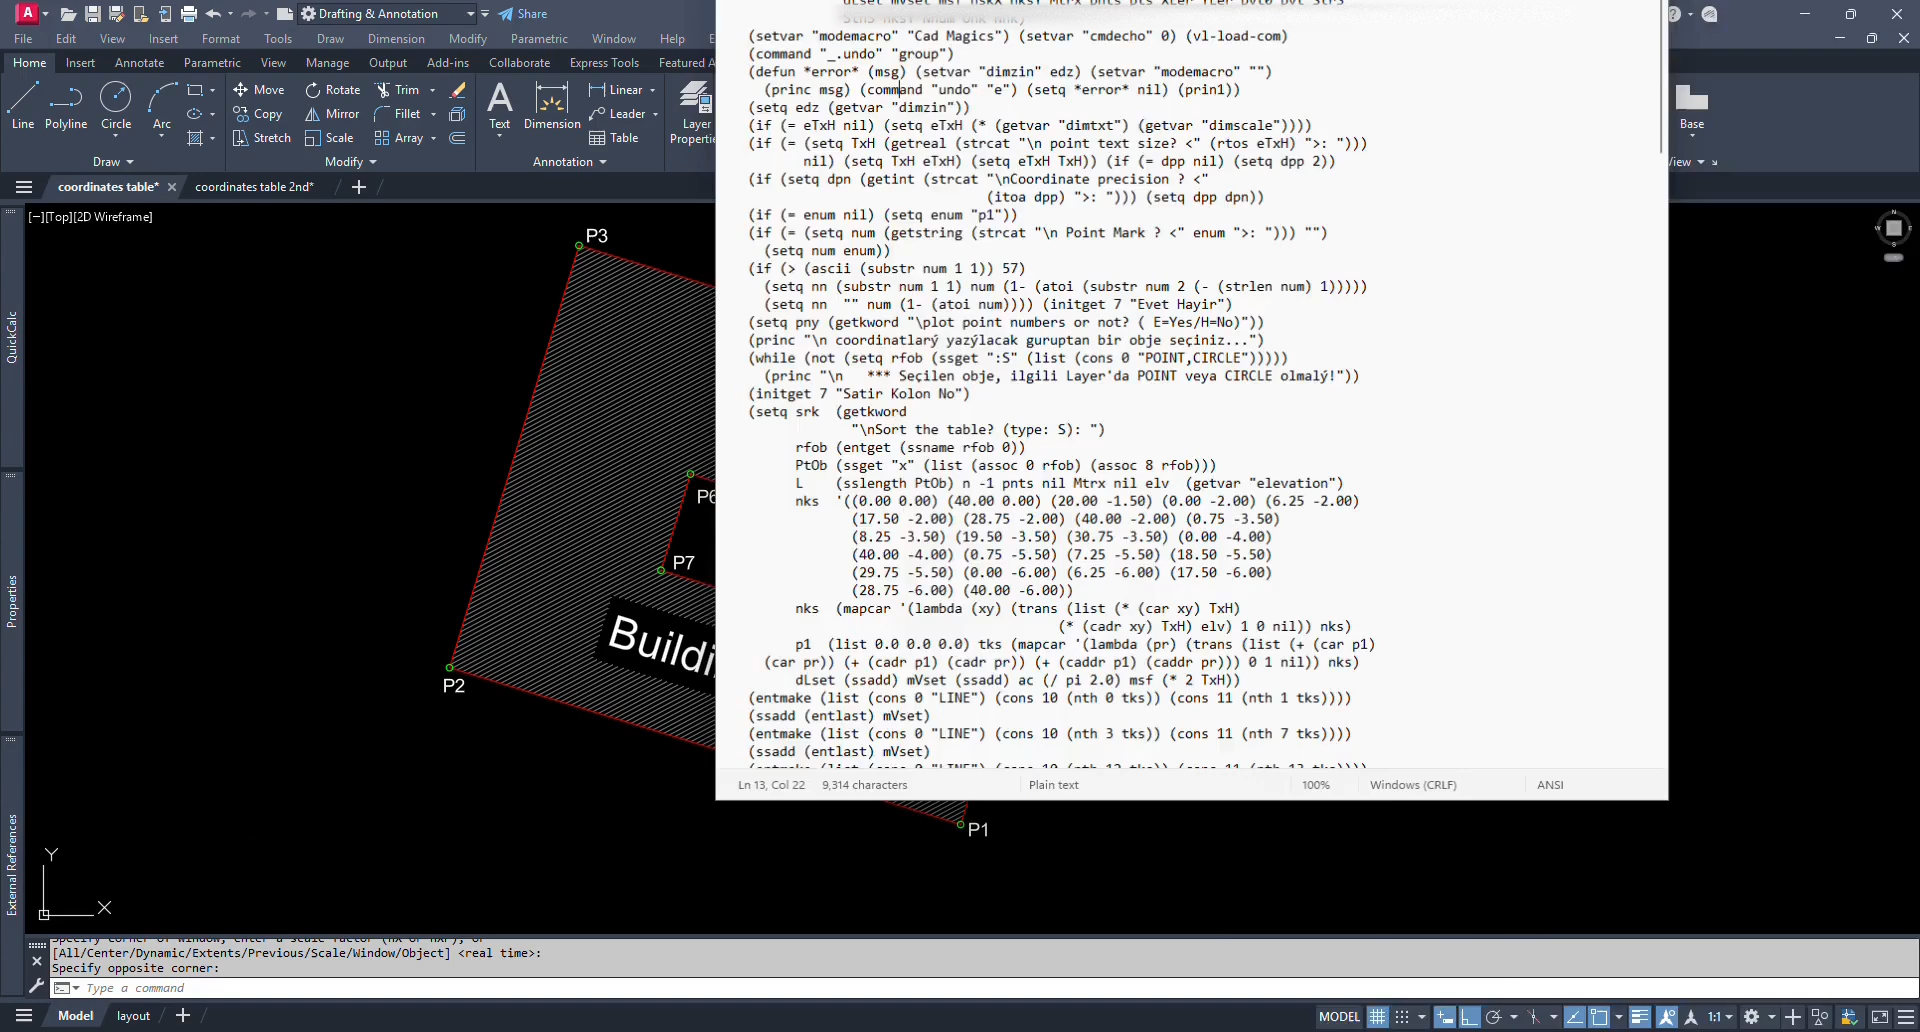 A Drafting & Annotation Share
File Edit View Insert Format Tools Draw Dimension Modify Parametric Window Help E
Home Insert Annotate Parametric View Manage Output Add-ins Collaborate Express Tools Featured A
Line Polyline Circle Arc
Move Rotate Trim
Copy Mirror Fillet
Stretch Scale Array
Text Dimension
Linear
Leader
Table
Layer
Properti
Base
Draw Modify Annotation
View
coordinates table* coordinates table 2nd*
[−][Top][2D Wireframe]
QuickCalc
Properties
External References
P3
P6
P7
P2
P1
Buildi
N
W
E
S
Y
X
(setvar "modemacro" "Cad Magics") (setvar "cmdecho" 0) (vl-load-com)
(command "_.undo" "group")
(defun *error* (msg) (setvar "dimzin" edz) (setvar "modemacro" "")
(princ msg) (command "undo" "e") (setq *error* nil) (prin1))
(setq edz (getvar "dimzin"))
(if (= eTxH nil) (setq eTxH (* (getvar "dimtxt") (getvar "dimscale"))))
(if (= (setq TxH (getreal (strcat "\n point text size? <" (rtos eTxH) ">: ")))
nil) (setq TxH eTxH) (setq eTxH TxH)) (if (= dpp nil) (setq dpp 2))
(if (setq dpn (getint (strcat "\nCoordinate precision ? <"
(itoa dpp) ">: "))) (setq dpp dpn))
(if (= enum nil) (setq enum "p1"))
(if (= (setq num (getstring (strcat "\n Point Mark ? <" enum ">: "))) "")
(setq num enum))
(if (> (ascii (substr num 1 1)) 57)
(setq nn (substr num 1 1) num (1- (atoi (substr num 2 (- (strlen num) 1)))))
(setq nn "" num (1- (atoi num)))) (initget 7 "Evet Hayir")
(setq pny (getkword "\plot point numbers or not? ( E=Yes/H=No)"))
(princ "\n coordinatlarý yazýlacak guruptan bir obje seçiniz...")
(while (not (setq rfob (ssget ":S" (list (cons 0 "POINT,CIRCLE")))))
(princ "\n *** Seçilen obje, ilgili Layer'da POINT veya CIRCLE olmalý!"))
(initget 7 "Satir Kolon No")
(setq srk (getkword
"\nSort the table? (type: S): ")
rfob (entget (ssname rfob 0))
PtOb (ssget "x" (list (assoc 0 rfob) (assoc 8 rfob)))
L (sslength PtOb) n -1 pnts nil Mtrx nil elv (getvar "elevation")
nks '((0.00 0.00) (40.00 0.00) (20.00 -1.50) (0.00 -2.00) (6.25 -2.00)
(17.50 -2.00) (28.75 -2.00) (40.00 -2.00) (0.75 -3.50)
(8.25 -3.50) (19.50 -3.50) (30.75 -3.50) (0.00 -4.00)
(40.00 -4.00) (0.75 -5.50) (7.25 -5.50) (18.50 -5.50)
(29.75 -5.50) (0.00 -6.00) (6.25 -6.00) (17.50 -6.00)
(28.75 -6.00) (40.00 -6.00))
nks (mapcar '(lambda (xy) (trans (list (* (car xy) TxH)
(* (cadr xy) TxH) elv) 1 0 nil)) nks)
p1 (list 0.0 0.0 0.0) tks (mapcar '(lambda (pr) (trans (list (+ (car p1)
(car pr)) (+ (cadr p1) (cadr pr)) (+ (caddr p1) (caddr pr))) 0 1 nil)) nks)
dLset (ssadd) mVset (ssadd) ac (/ pi 2.0) msf (* 2 TxH))
(entmake (list (cons 0 "LINE") (cons 10 (nth 0 tks)) (cons 11 (nth 1 tks))))
(ssadd (entlast) mVset)
(entmake (list (cons 0 "LINE") (cons 10 (nth 3 tks)) (cons 11 (nth 7 tks))))
(ssadd (entlast) mVset)
Ln 13, Col 22 9,314 characters Plain text 100% Windows (CRLF) ANSI
[All/Center/Dynamic/Extents/Previous/Scale/Window/Object] <real time>:
Specify opposite corner:
Type a command
Model layout
MODEL 1:1